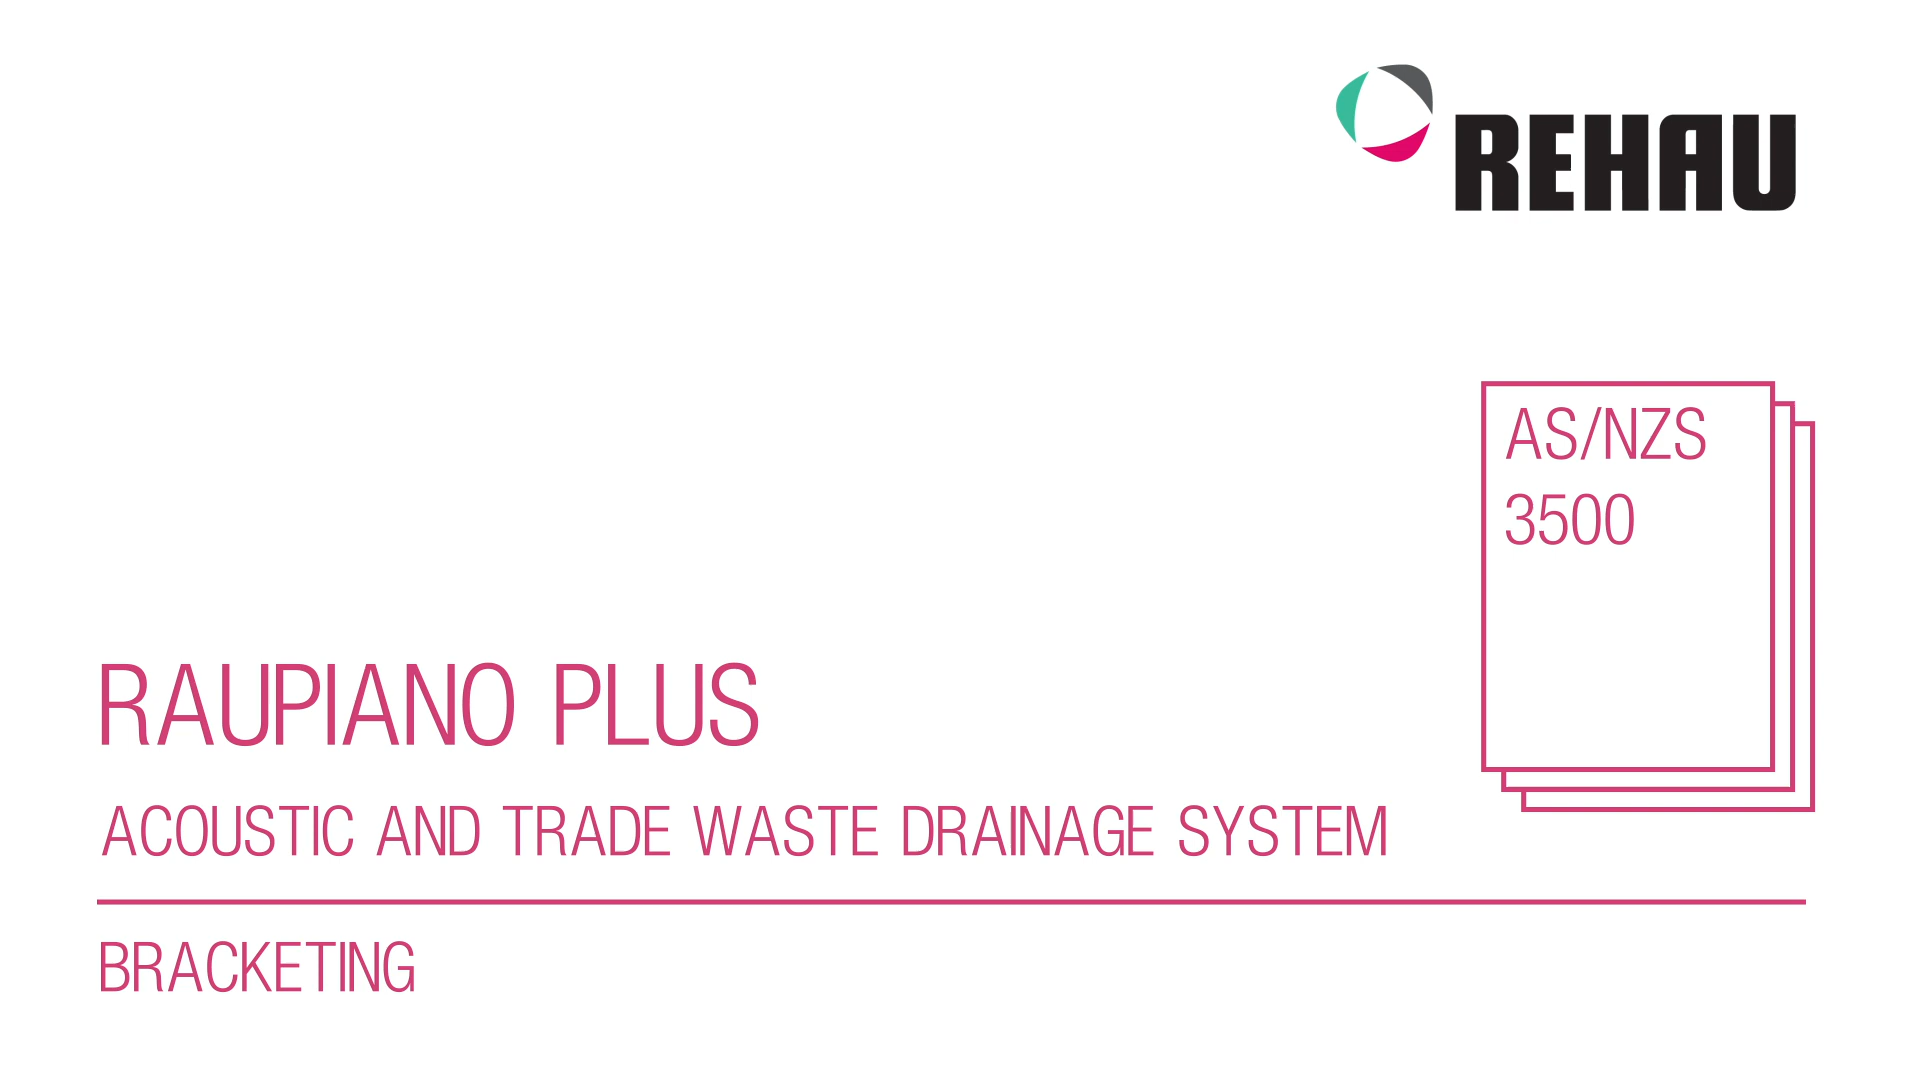 REHAU
AS/NZS
3500
RAUPIANO PLUS
ACOUSTIC AND TRADE WASTE DRAINAGE SYSTEM
BRACKETING